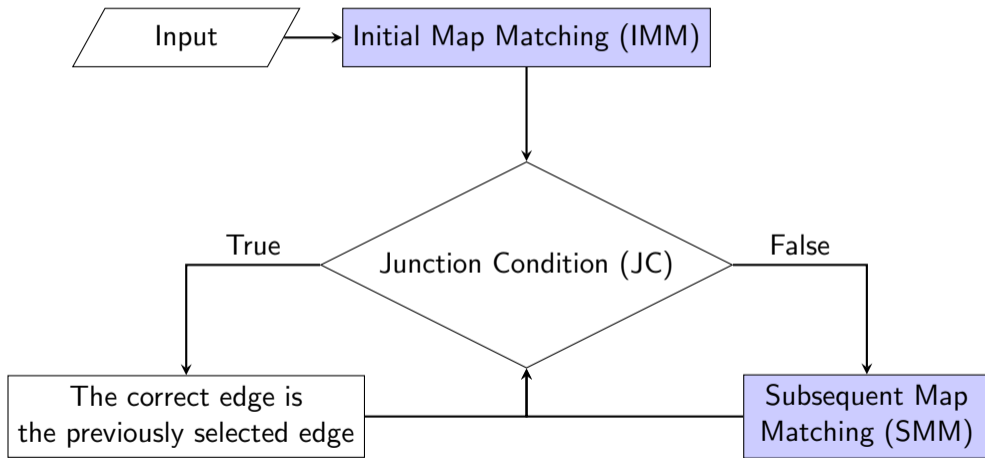 Input
Initial Map Matching (IMM)
True
Junction Condition (JC)
False
The correct edge is
the previously selected edge
Subsequent Map
Matching (SMM)